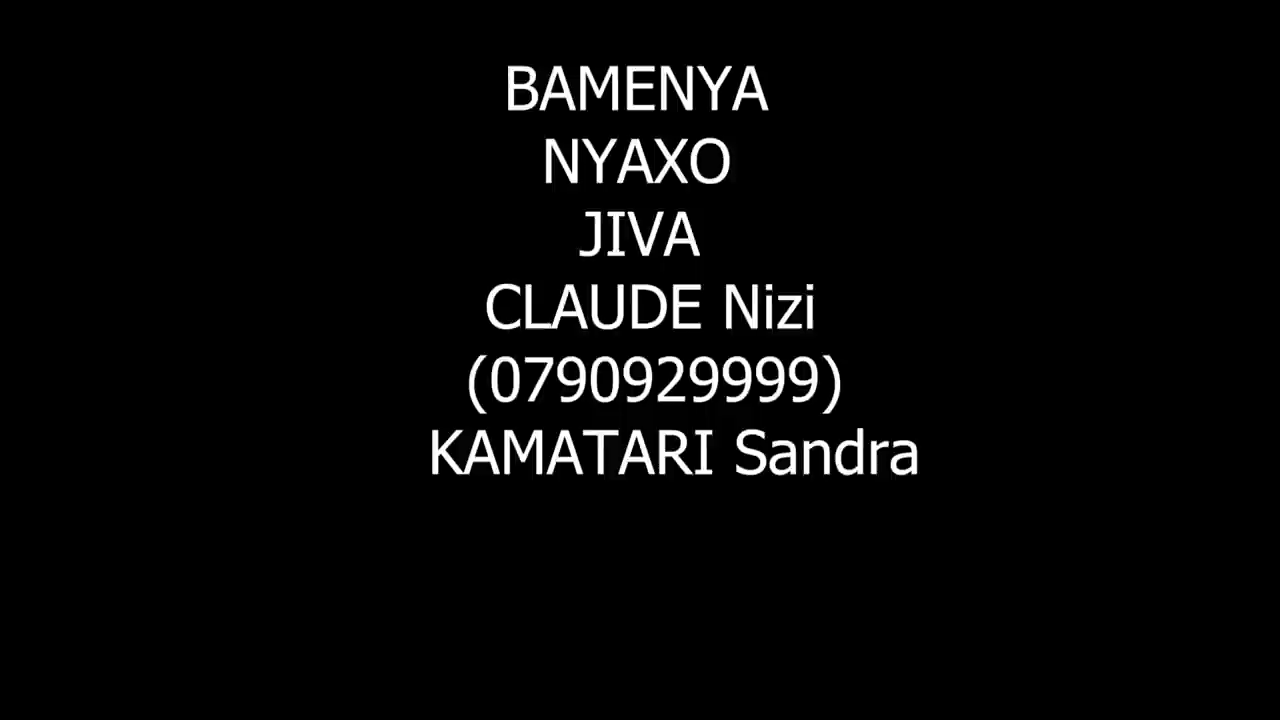 BAMENYA
NYAXO
JIVA
CLAUDE Nizi
(0790929999)
KAMATARI Sandra